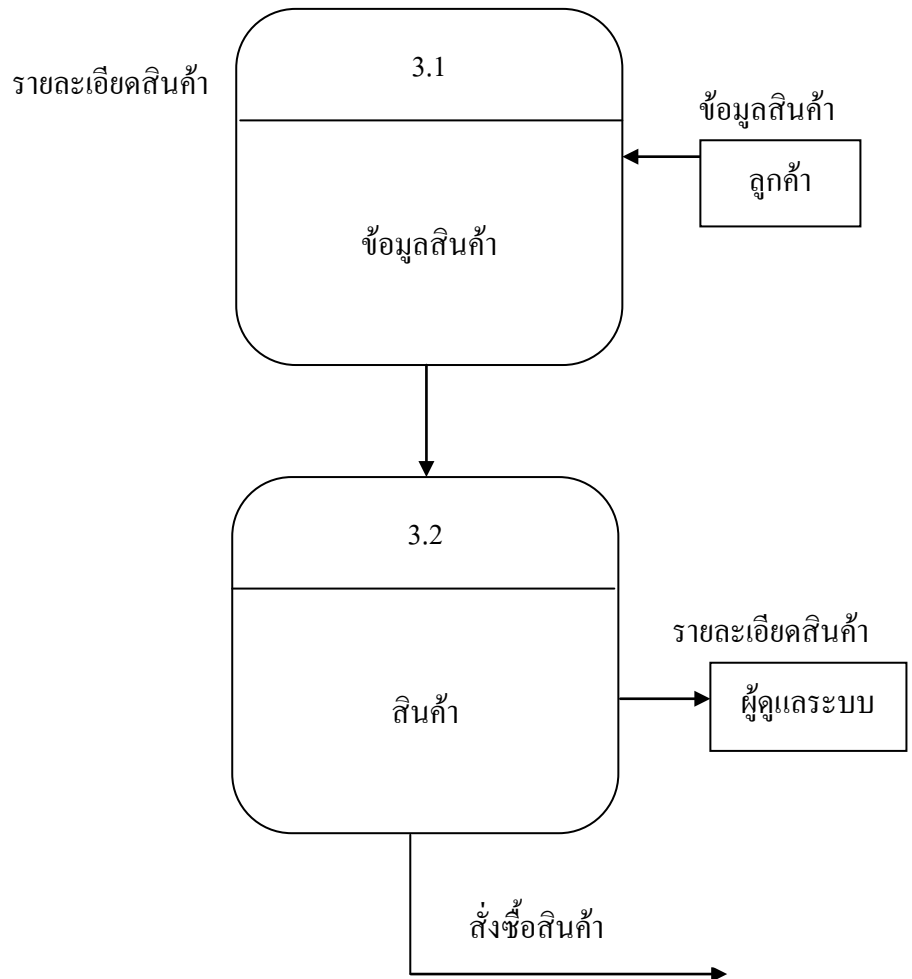 3.1
รายละเอียดสินค้า
ข้อมูลสินค้า
ลูกค้า
ข้อมูลสินค้า
3.2
รายละเอียดสินค้า
ผู้ดูแลระบบ
สินค้า
สั่งซื้อสินค้า